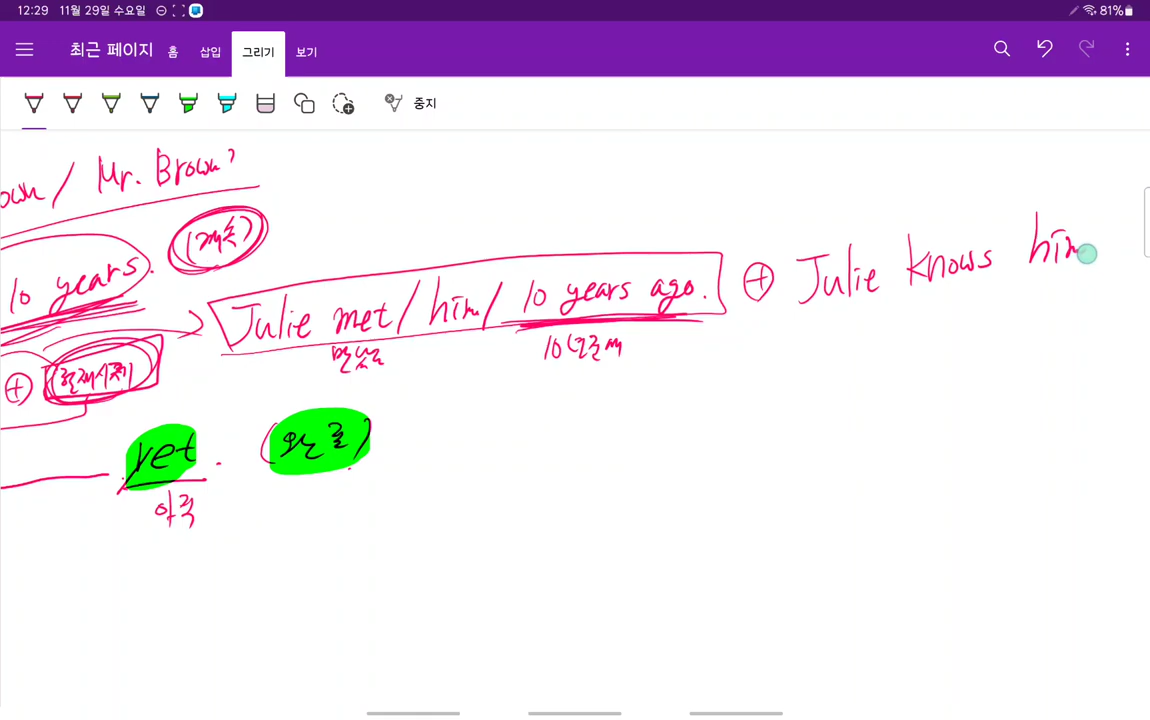 12:29 11월 29일 수요일 81%
최근 페이지 홈 삽입 그리기 보기
중지
own / Mr. Brown
10 years. (계속)
Julie met / him / 10 years ago. ⊕ Julie knows him
만났음 10년전에
⊕ (현재시제)
yet. (완료)
아직